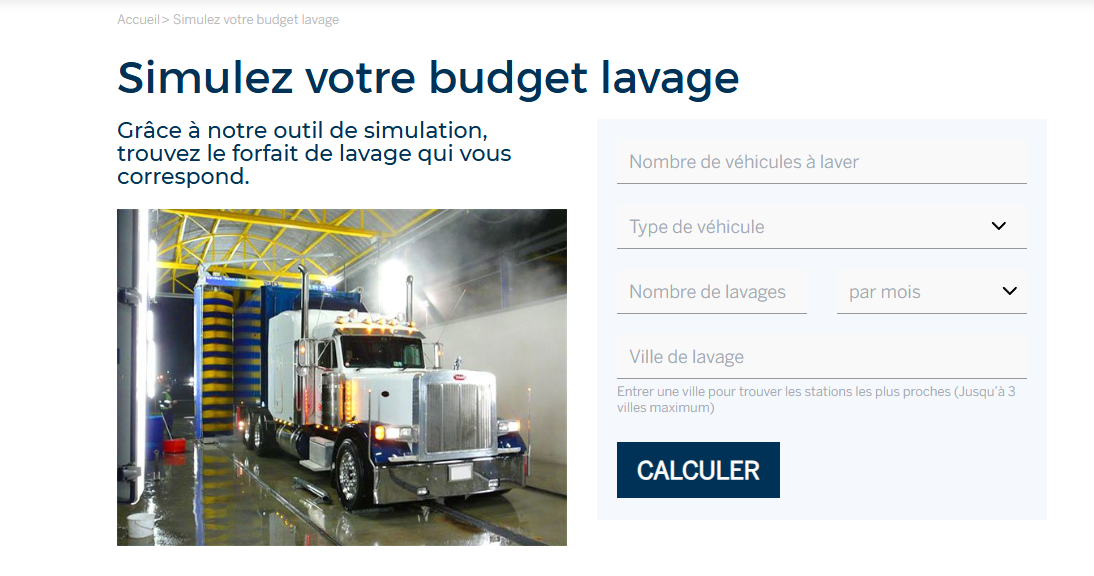 Accueil > Simulez votre budget lavage
Simulez votre budget lavage
Grâce à notre outil de simulation,
trouvez le forfait de lavage qui vous
correspond.
Nombre de véhicules à laver
Type de véhicule
Nombre de lavages
par mois
Ville de lavage
Entrer une ville pour trouver les stations les plus proches (Jusqu'à 3
villes maximum)
CALCULER